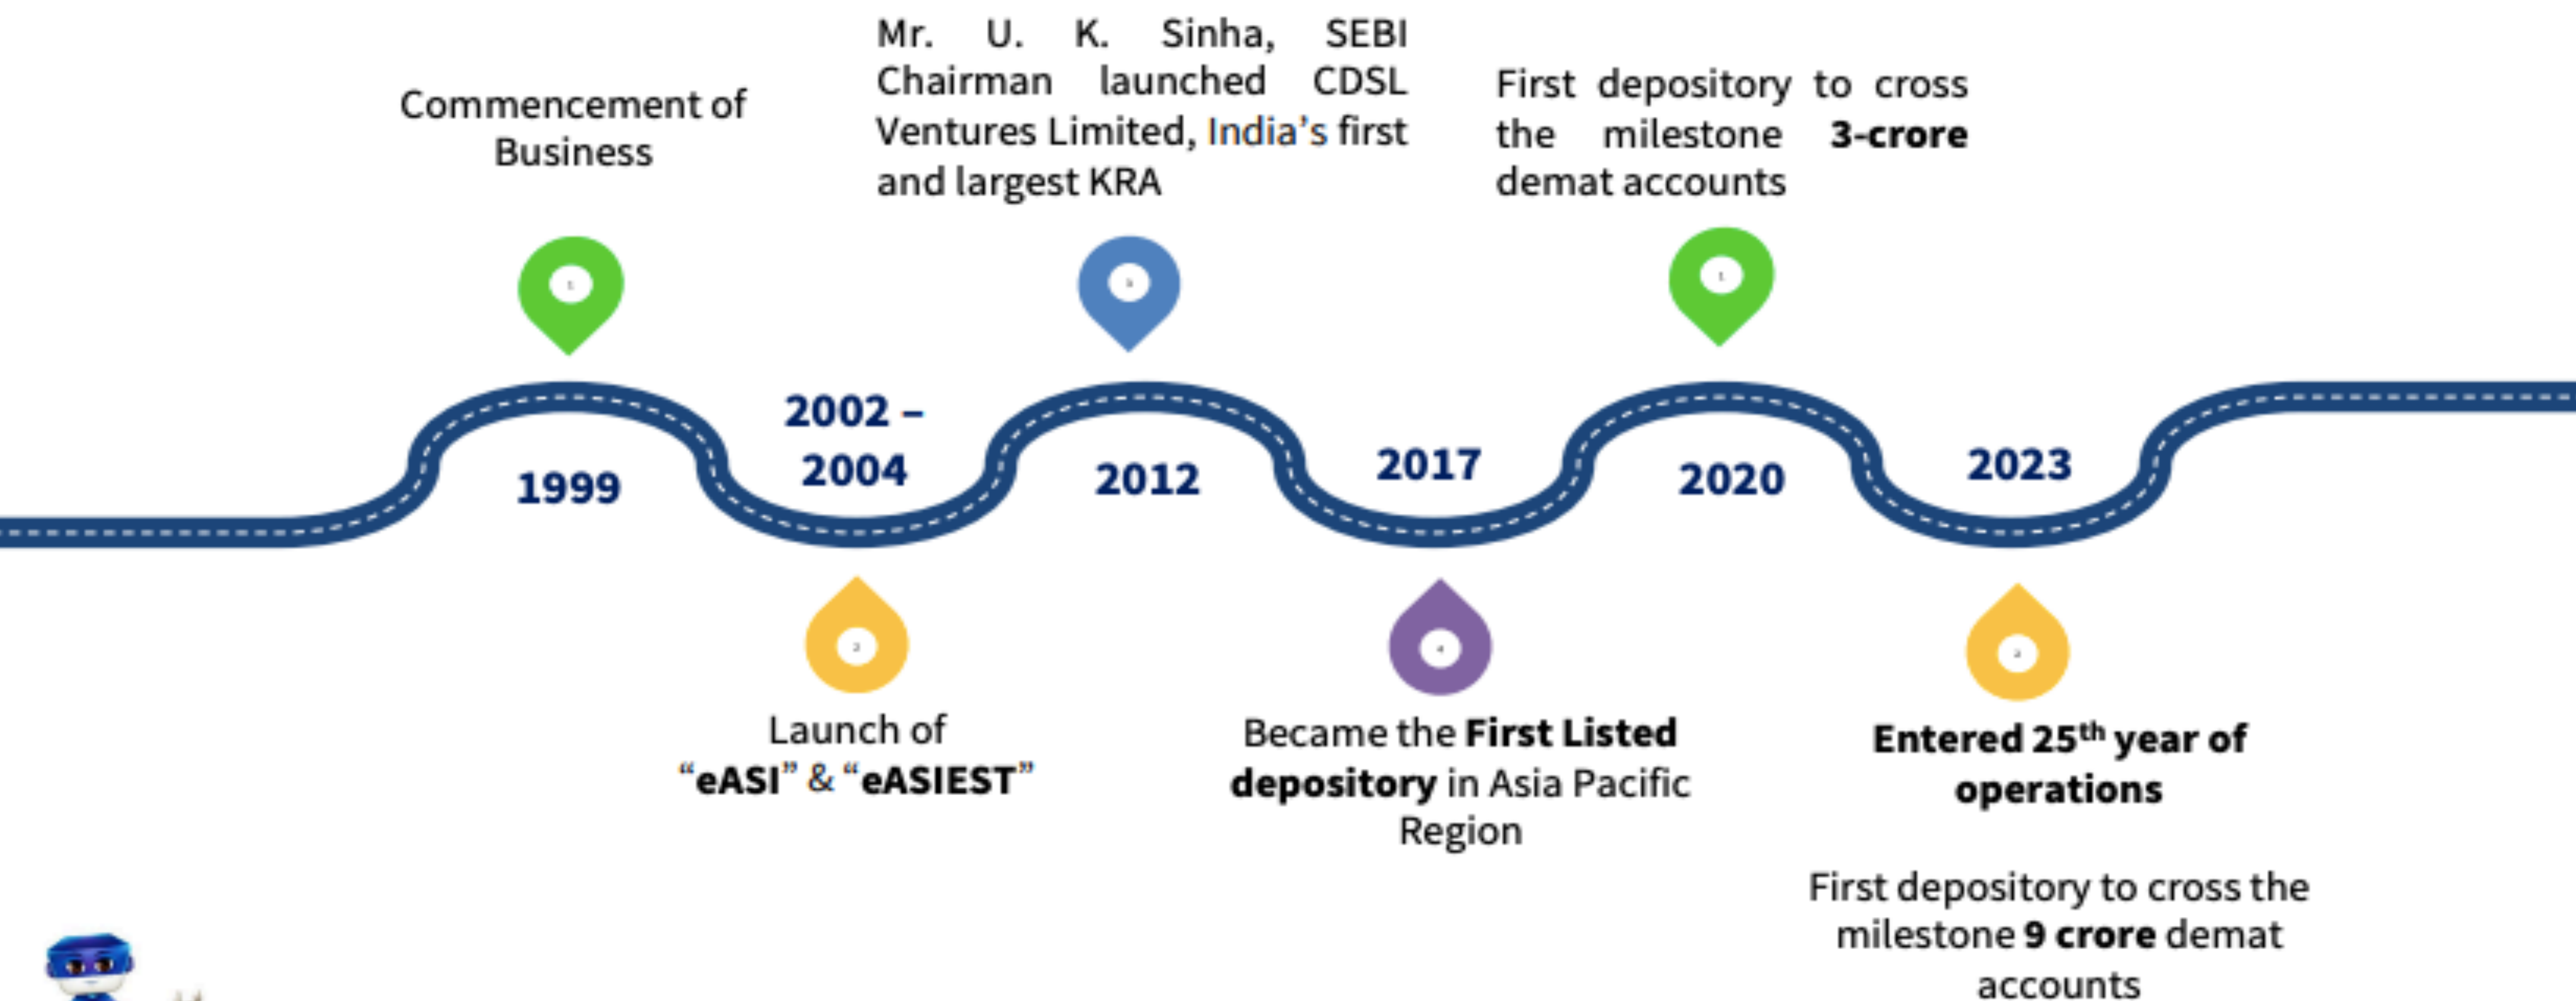 Commencement of
Business
1999
2002 –
2004
Launch of
“eASI” & “eASIEST”
Mr. U. K. Sinha, SEBI
Chairman launched CDSL
Ventures Limited, India’s first
and largest KRA
2012
2017
Became the First Listed
depository in Asia Pacific
Region
First depository to cross
the milestone 3-crore
demat accounts
2020
2023
Entered 25th year of
operations
First depository to cross the
milestone 9 crore demat
accounts